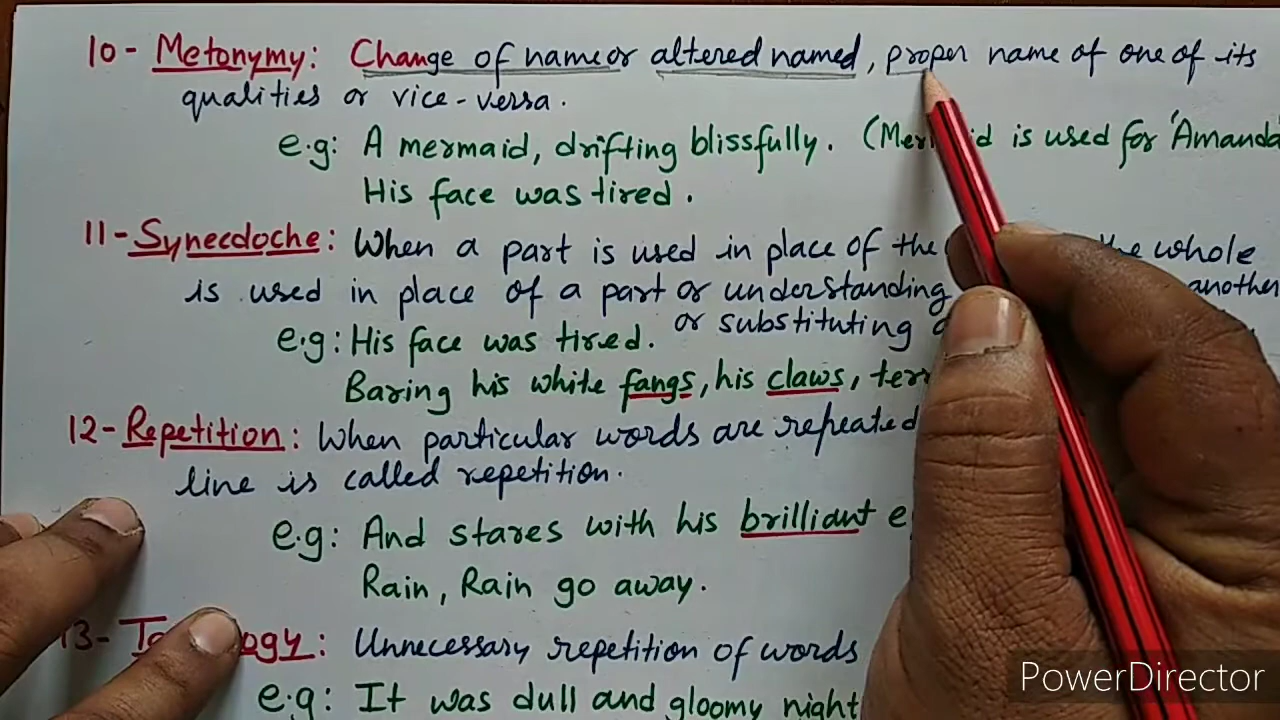 10 - Metonymy: Change of name or altered named, proper name of one of its
qualities or vice-versa.
e.g: A mermaid, drifting blissfully. (Mer id is used for 'Amanda'
His face was tired.
11 - Synecdoche: When a part is used in place of the the whole
is used in place of a part or understanding another
or substituting
e.g: His face was tired.
Baring his white fangs, his claws, terr
12 - Repetition: When particular words are repeated
line is called repetition.
e.g: And stares with his brilliant e
Rain, Rain go away.
13 - T ogy: Unnecessary repetition of words
e.g: It was dull and gloomy night
PowerDirector